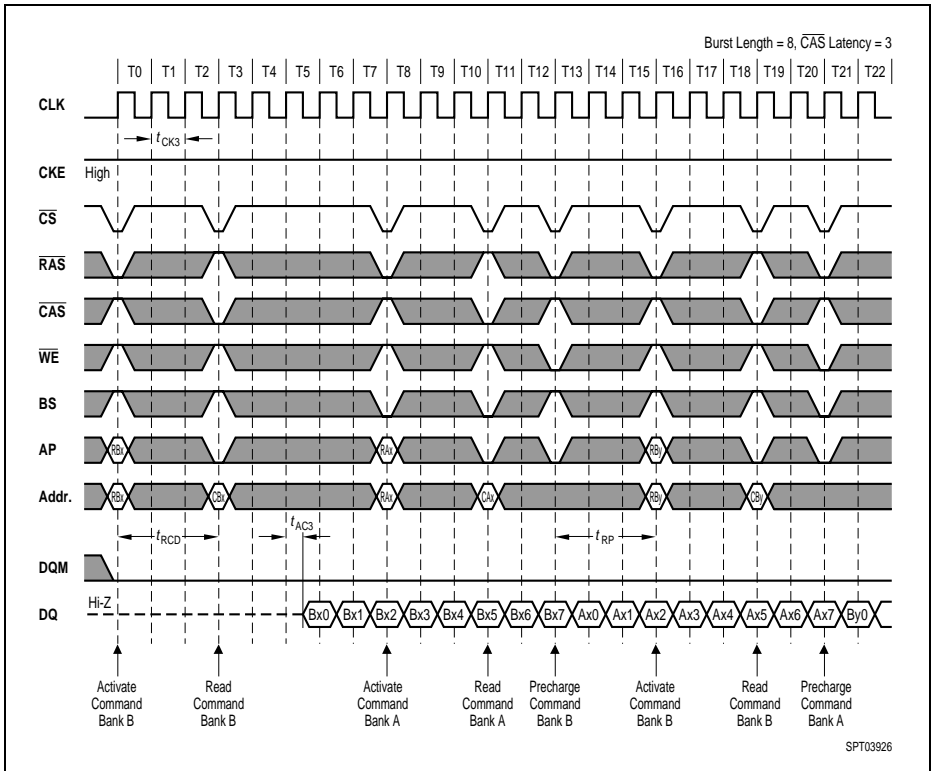 Burst Length = 8, CAS Latency = 3
T0 T1 T2 T3 T4 T5 T6 T7 T8 T9 T10 T11 T12 T13 T14 T15 T16 T17 T18 T19 T20 T21 T22
CLK
tCK3
CKE High
CS
RAS
CAS
WE
BS
AP RBx RAx RBy
Addr. RBx CBx RAx CAx RBy CBy
tRCD tAC3 tRP
DQM
DQ Hi-Z Bx0 Bx1 Bx2 Bx3 Bx4 Bx5 Bx6 Bx7 Ax0 Ax1 Ax2 Ax3 Ax4 Ax5 Ax6 Ax7 By0
Activate Command Bank B
Read Command Bank B
Activate Command Bank A
Read Command Bank A
Precharge Command Bank B
Activate Command Bank B
Read Command Bank B
Precharge Command Bank A
SPT03926